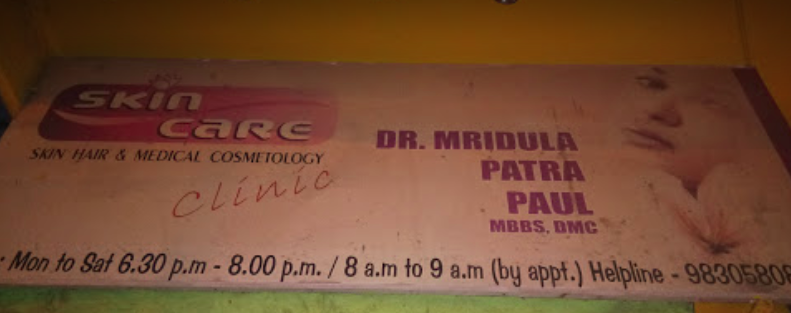 SKIN
CARE
SKIN HAIR & MEDICAL COSMETOLOGY
Clinic
DR. MRIDULA
PATRA
PAUL
MBBS, DMC
Mon to Sat 6.30 p.m - 8.00 p.m. / 8 a.m to 9 a.m (by appt.) Helpline -